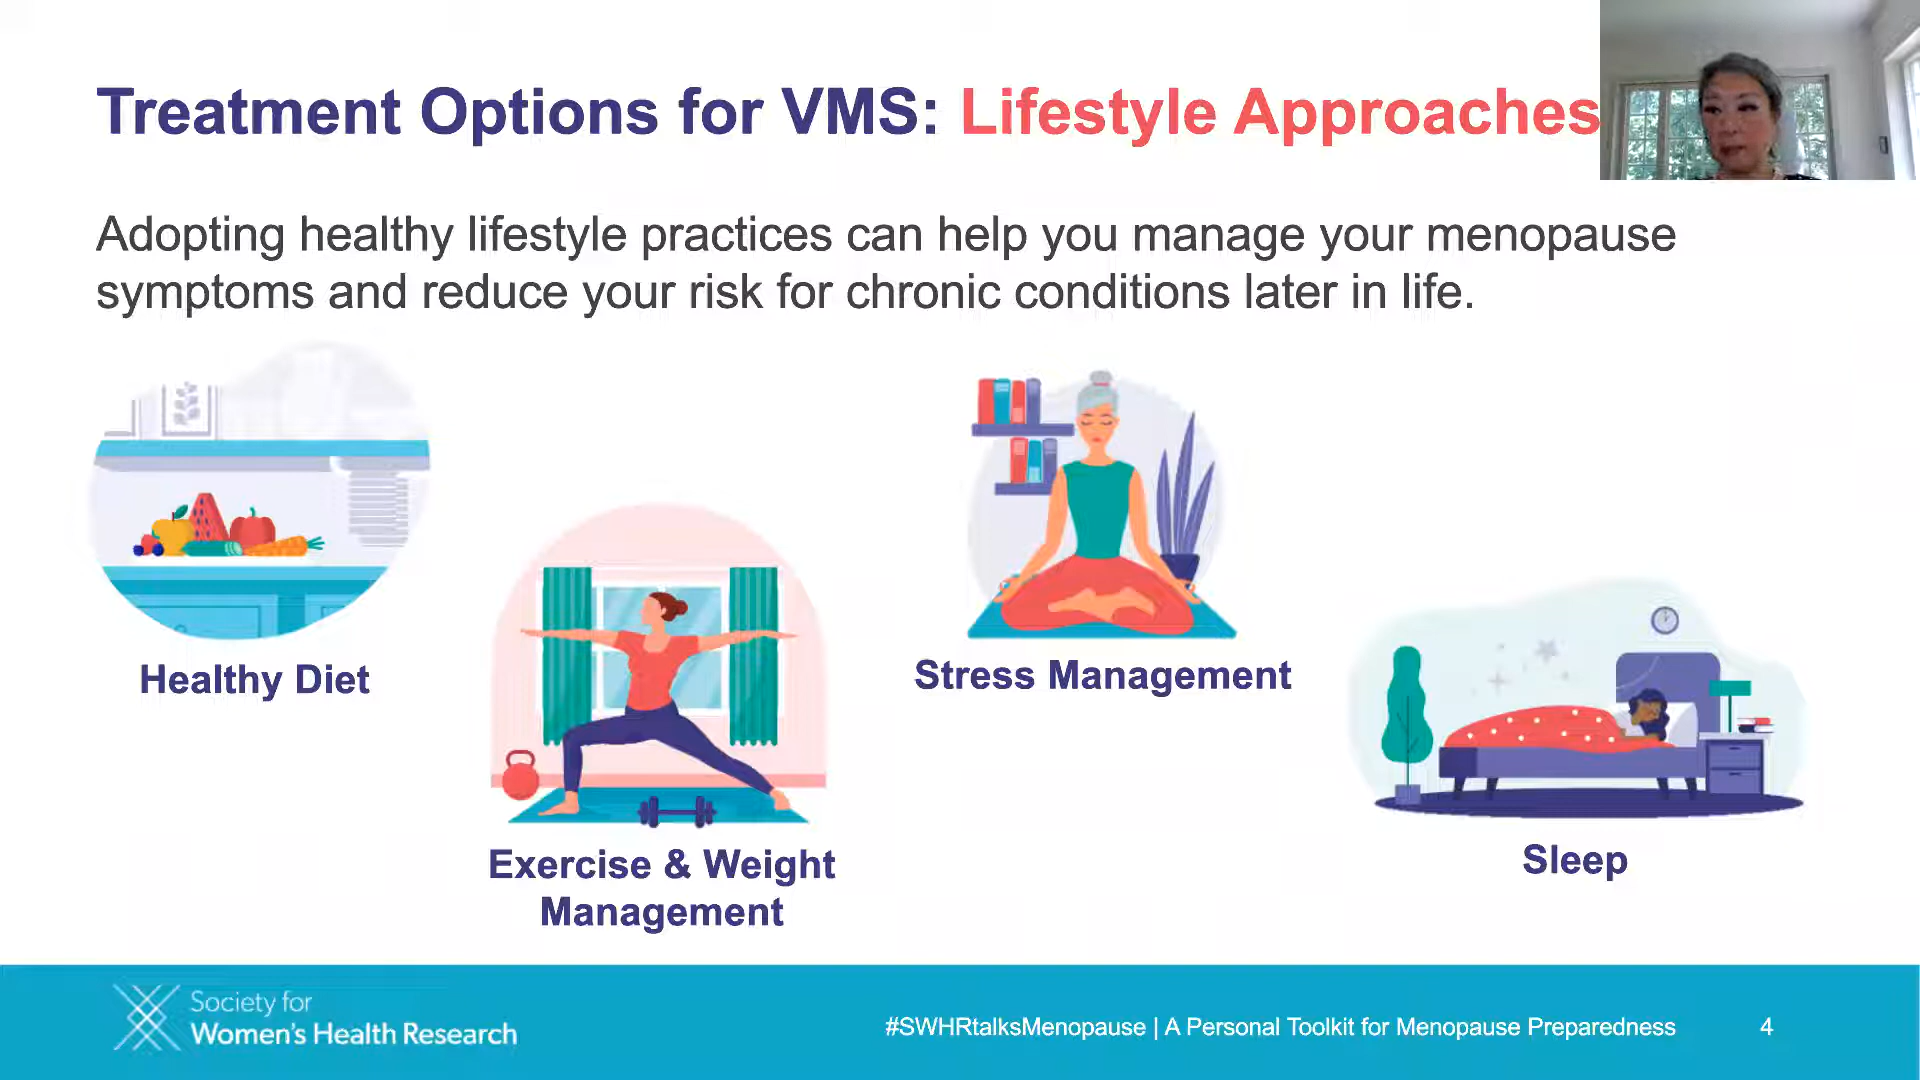 Treatment Options for VMS: Lifestyle Approaches
Adopting healthy lifestyle practices can help you manage your menopause
symptoms and reduce your risk for chronic conditions later in life.
Healthy Diet
Exercise & Weight
Management
Stress Management
Sleep
Society for
Women's Health Research
#SWHRtalksMenopause | A Personal Toolkit for Menopause Preparedness
4